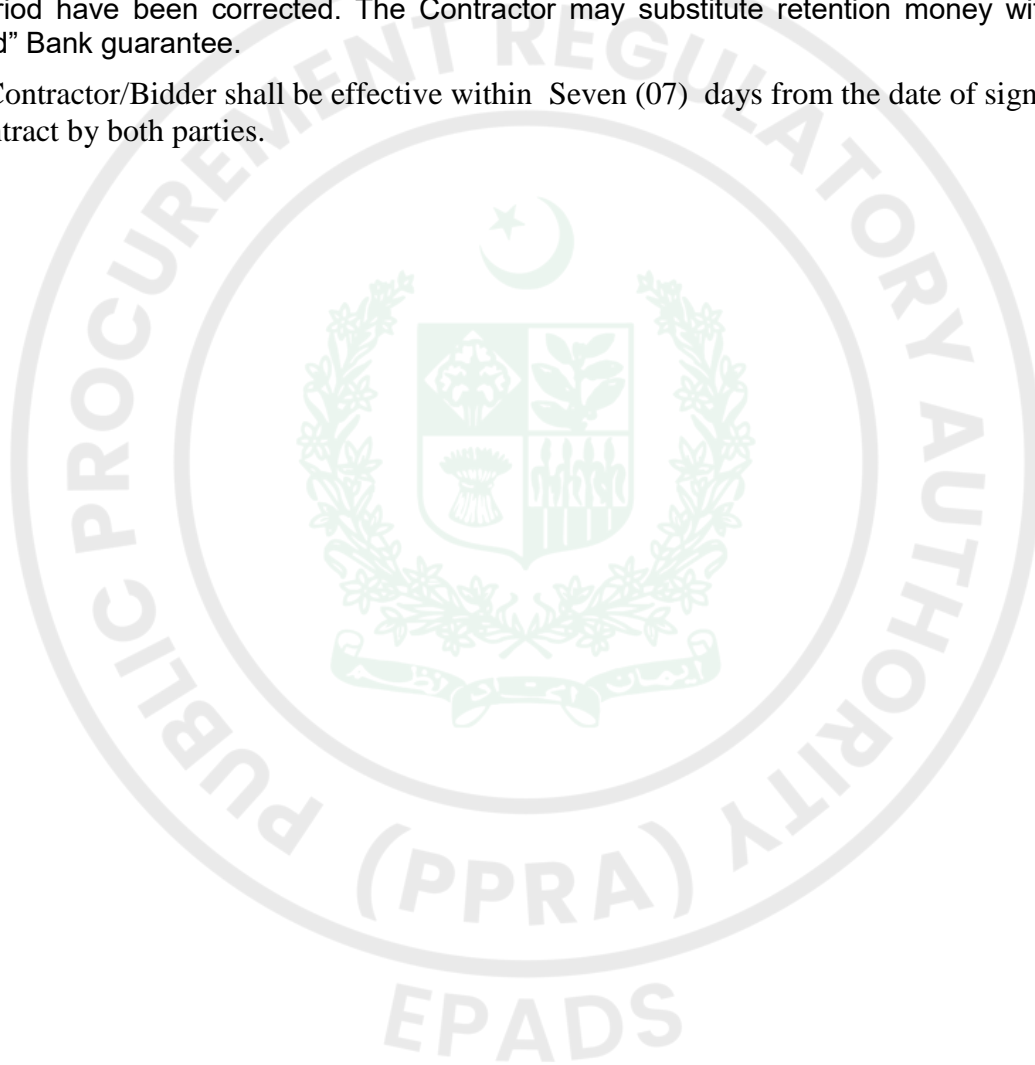 riod have been corrected. The Contractor may substitute retention money wi
d” Bank guarantee.
Contractor/Bidder shall be effective within Seven (07) days from the date of sign
ntract by both parties.
PUBLIC PROCUREMENT REGULATORY AUTHORITY
(PPRA)
EPADS